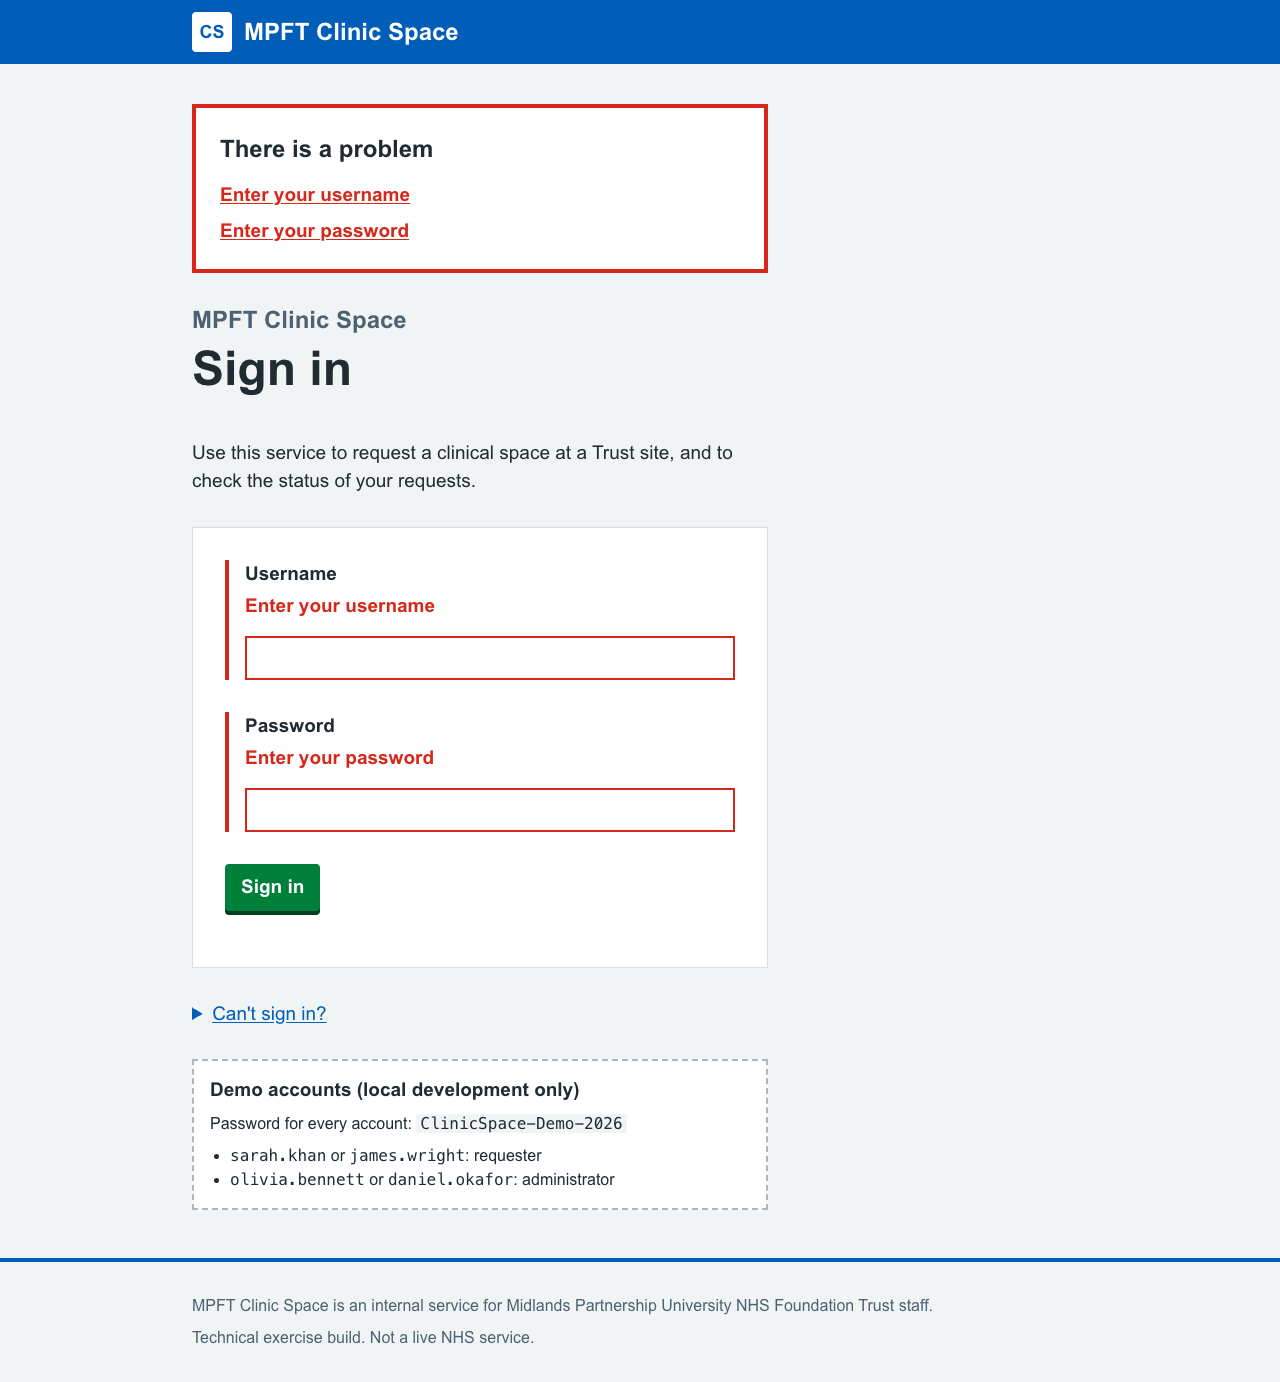 CS MPFT Clinic Space
There is a problem
Enter your username
Enter your password
MPFT Clinic Space
Sign in
Use this service to request a clinical space at a Trust site, and to
check the status of your requests.
Username
Enter your username
Password
Enter your password
Sign in
Can't sign in?
Demo accounts (local development only)
Password for every account: ClinicSpace-Demo-2026
sarah.khan or james.wright: requester
olivia.bennett or daniel.okafor: administrator
MPFT Clinic Space is an internal service for Midlands Partnership University NHS Foundation Trust staff.
Technical exercise build. Not a live NHS service.